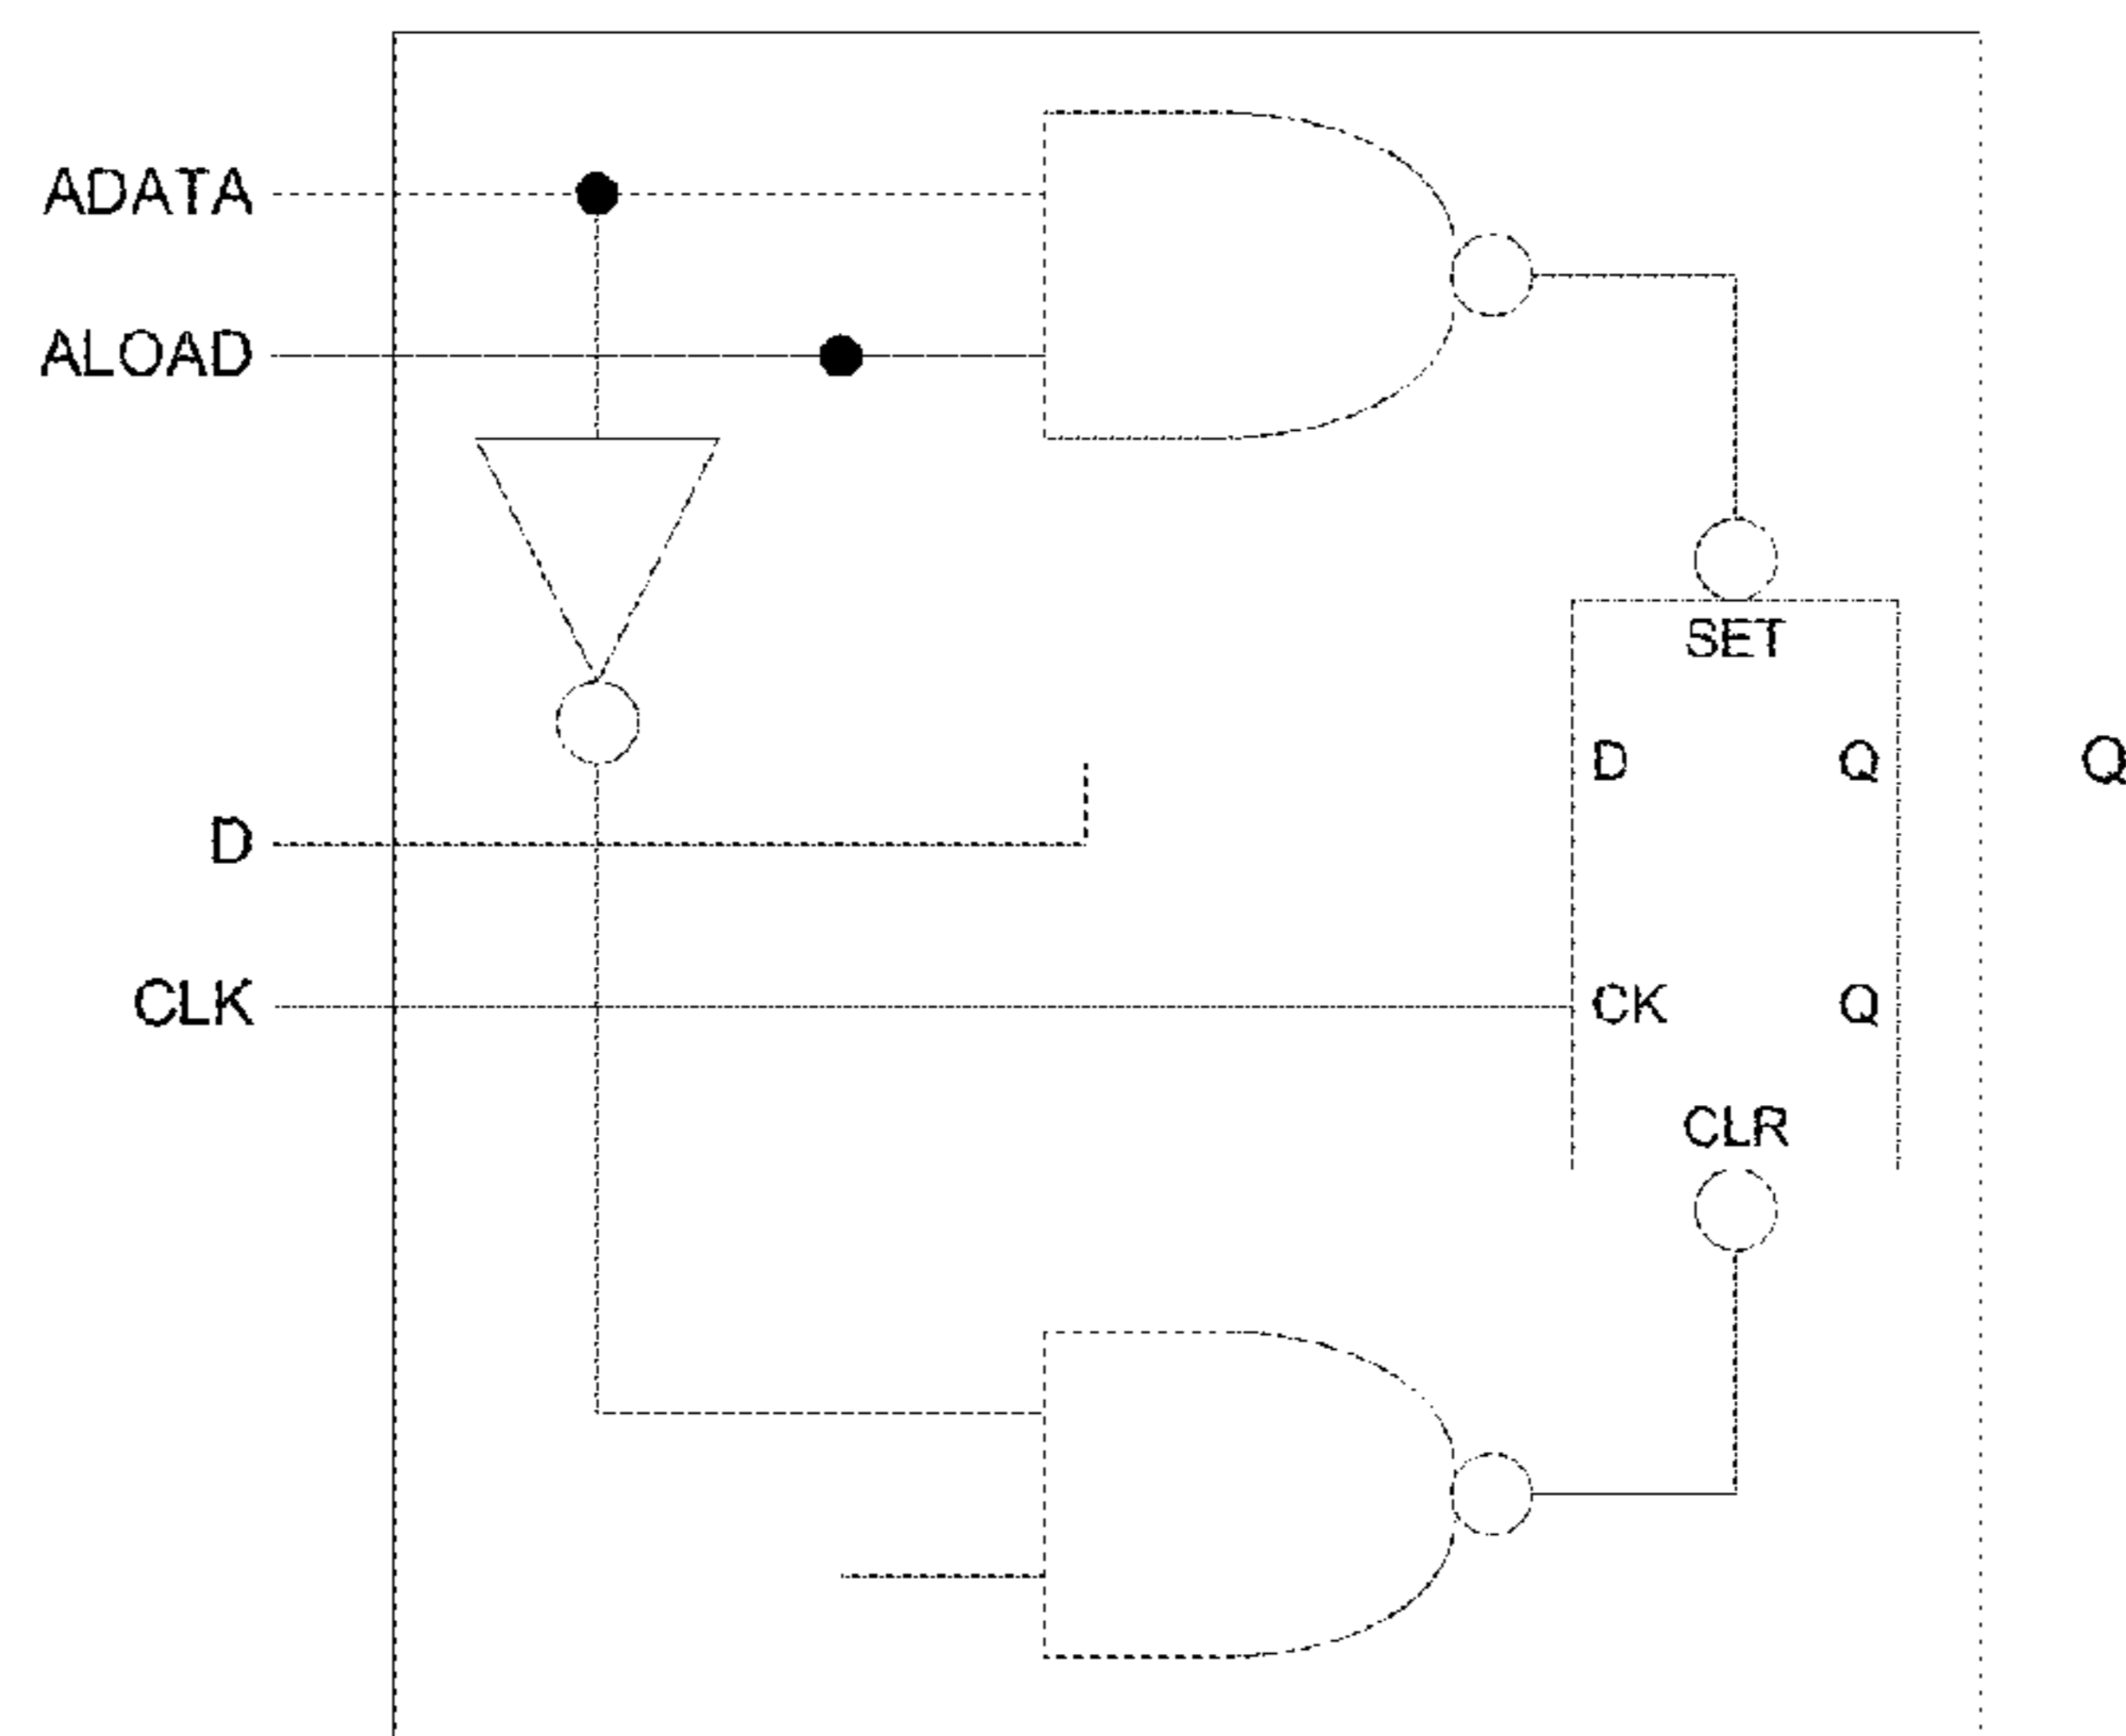 ADATA
ALOAD
SET
D Q Q
D
CLK
CK Q
CLR